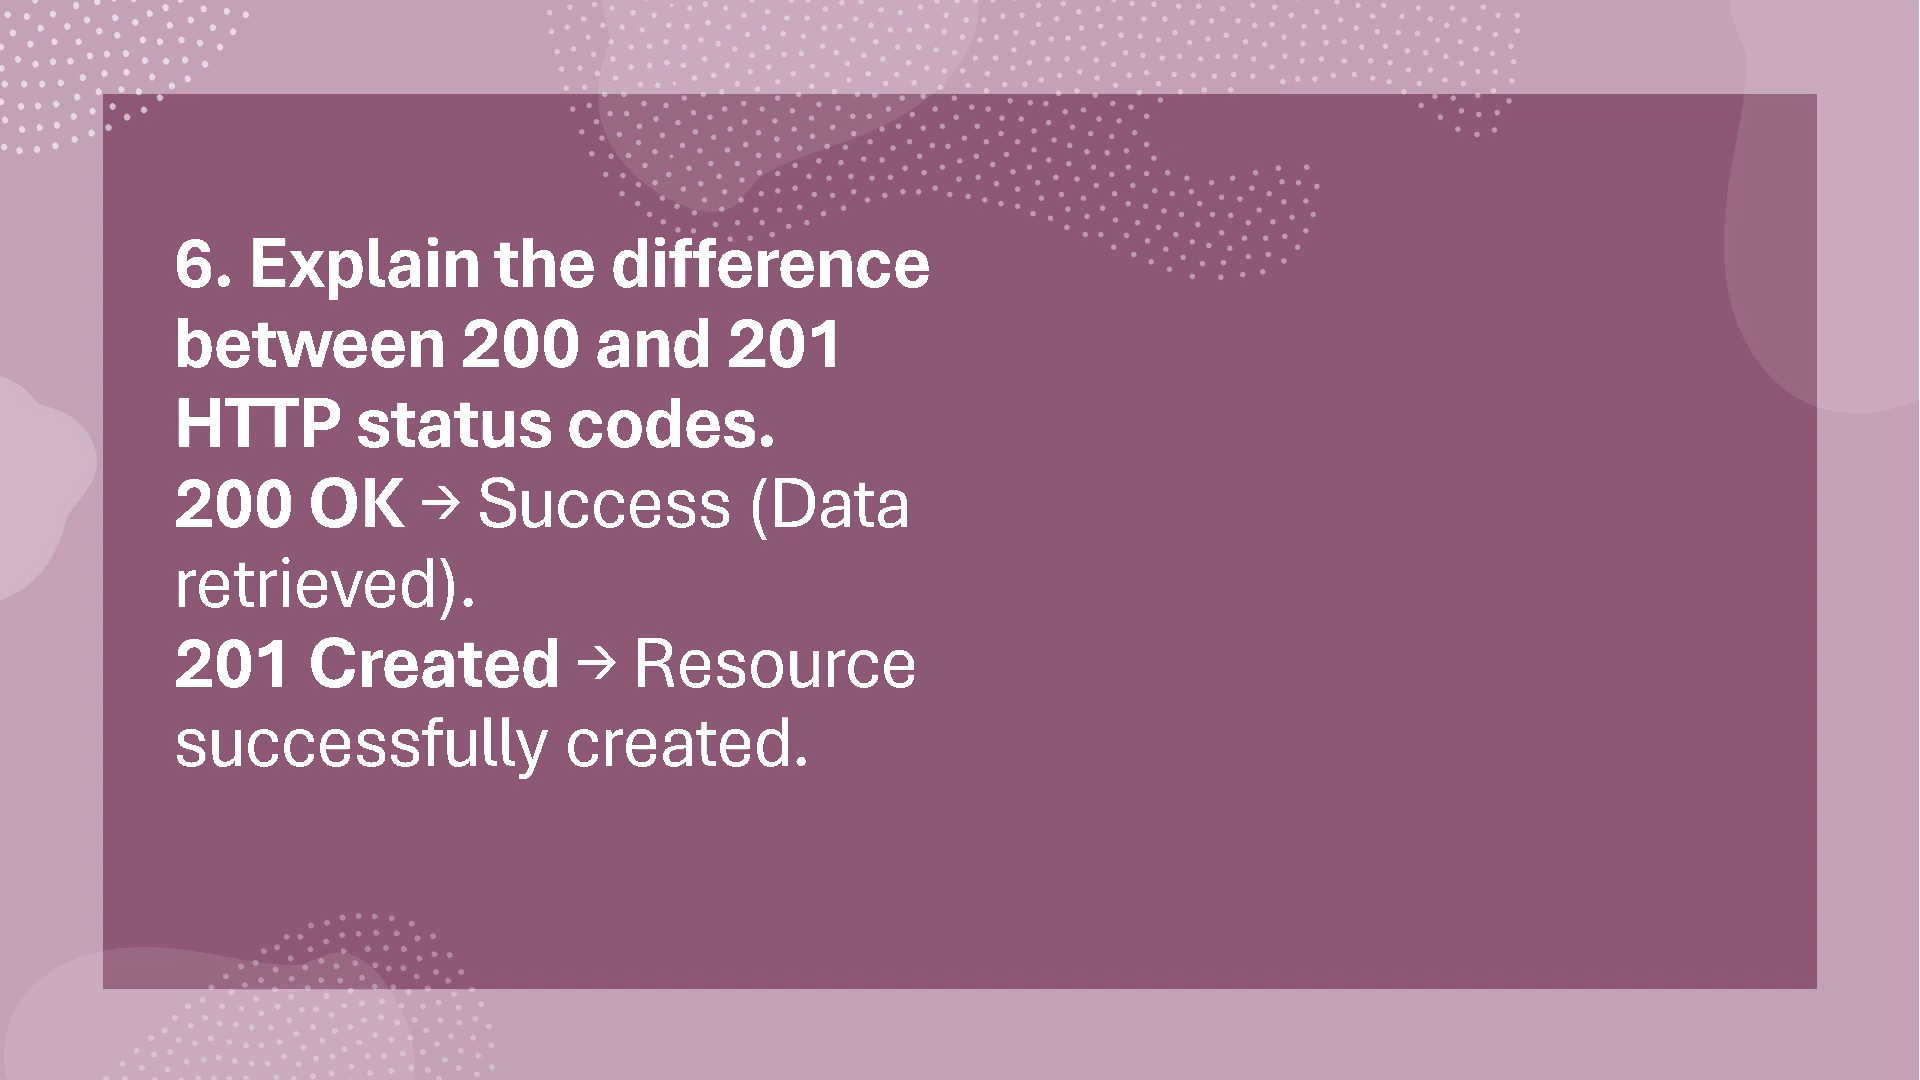 6. Explain the difference
between 200 and 201
HTTP status codes.
200 OK → Success (Data
retrieved).
201 Created → Resource
successfully created.